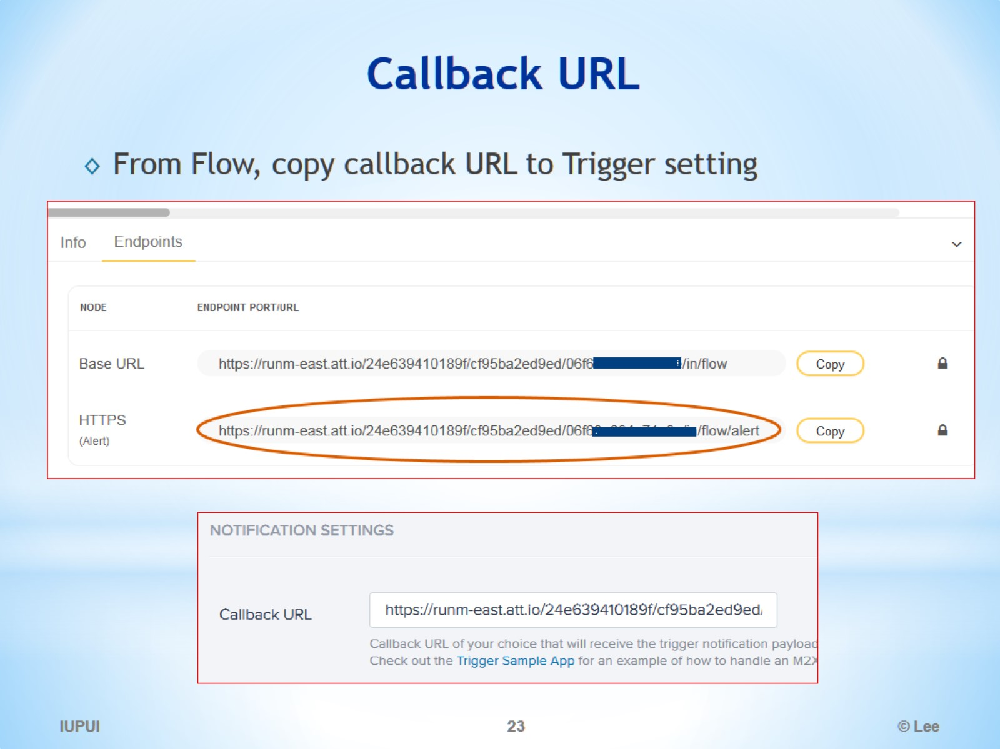 Callback URL
From Flow, copy callback URL to Trigger setting
Info Endpoints
NODE ENDPOINT PORT/URL
Base URL https://runm-east.att.io/24e639410189f/cf95ba2ed9ed/06f6 /in/flow Copy
HTTPS
https://runm-east.att.io/24e639410189f/cf95ba2ed9ed/06f6 /flow/alert Copy
(Alert)
NOTIFICATION SETTINGS
Callback URL https://runm-east.att.io/24e639410189f/cf95ba2ed9ed/
Callback URL of your choice that will receive the trigger notification payload
Check out the Trigger Sample App for an example of how to handle an M2X
IUPUI 23 © Lee